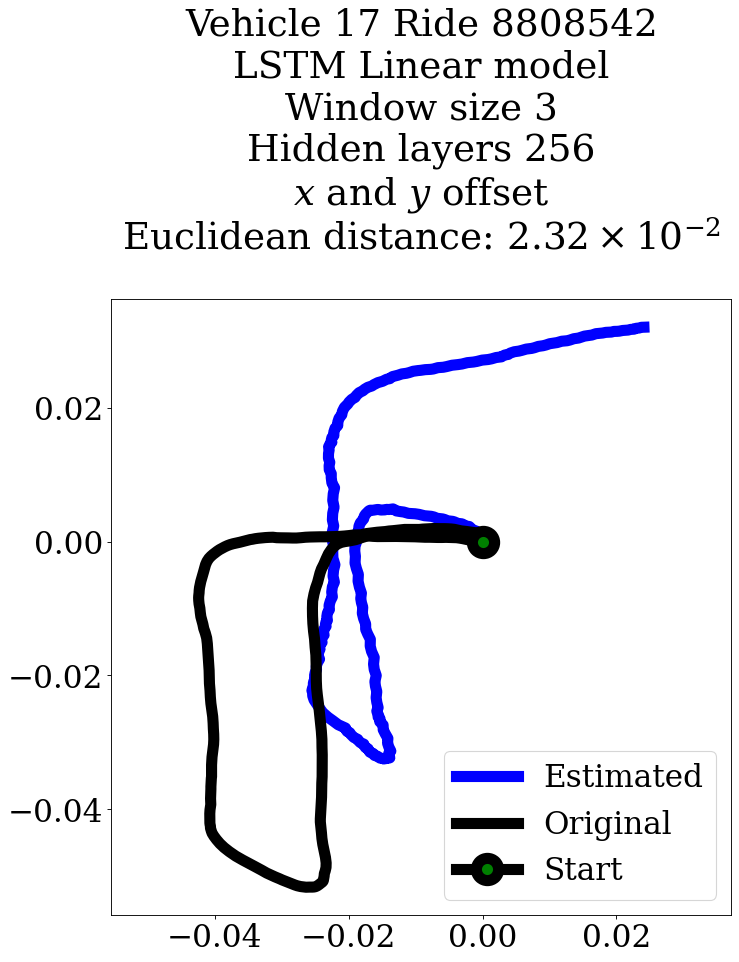 Vehicle 17 Ride 8808542
LSTM Linear model
Window size 3
Hidden layers 256
x and y offset
Euclidean distance: 2.32 × 10⁻²
0.02
0.00
−0.02
−0.04
Estimated
Original
Start
−0.04 −0.02 0.00 0.02